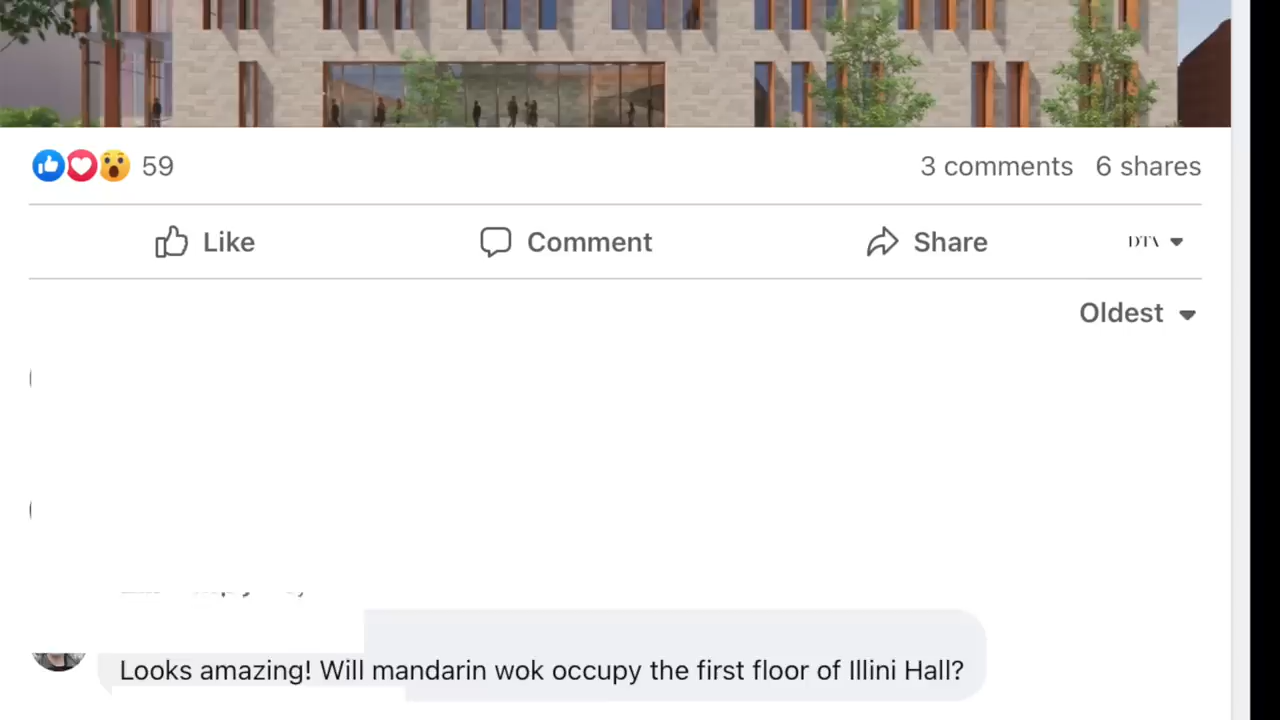 59 3 comments 6 shares
Like Comment Share DTA
Oldest
Looks amazing! Will mandarin wok occupy the first floor of Illini Hall?